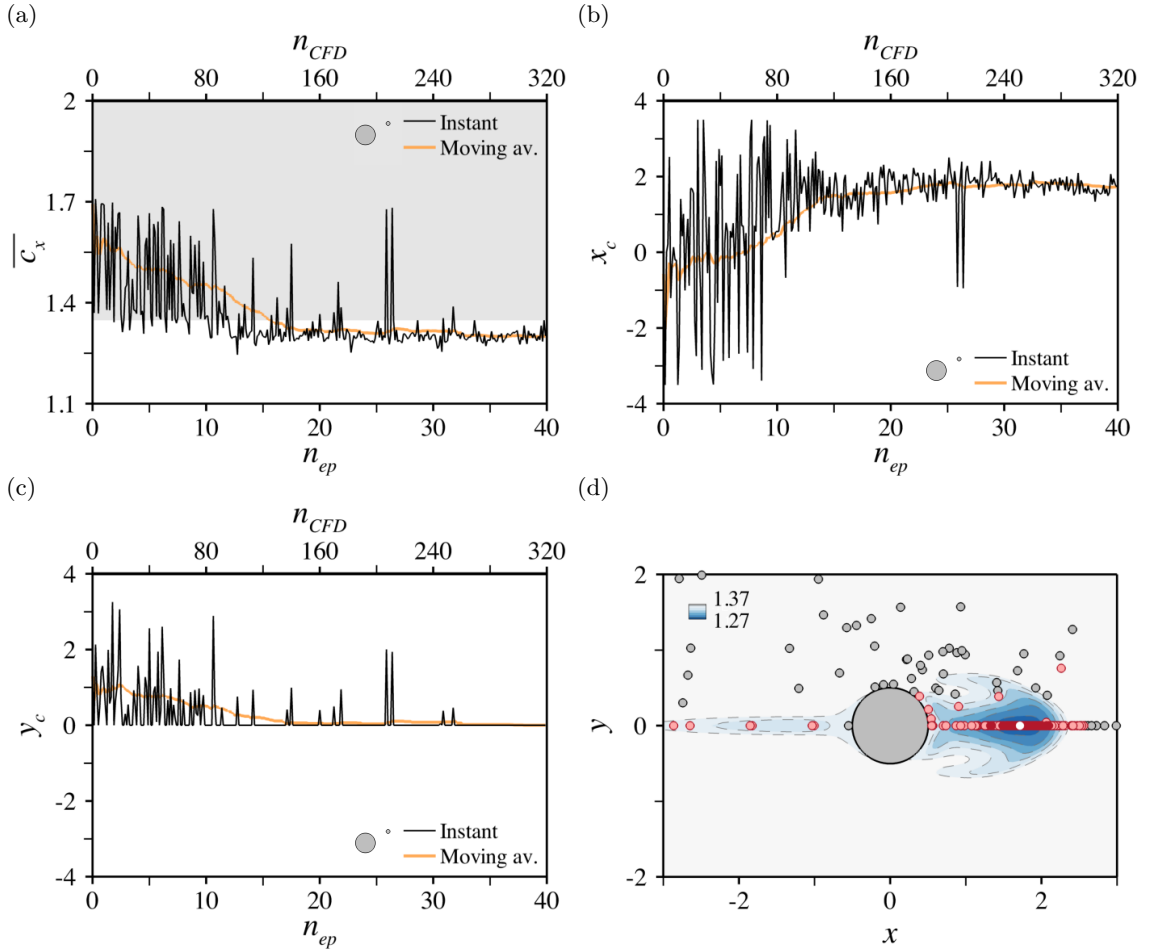 (a)
n_CFD
0 80 160 240 320
2
1.7
1.4
1.1
c_x
Instant
Moving av.
0 10 20 30 40
n_ep
(b)
n_CFD
0 80 160 240 320
4
2
0
-2
-4
x_c
Instant
Moving av.
0 10 20 30 40
n_ep
(c)
n_CFD
0 80 160 240 320
4
2
0
-2
-4
y_c
Instant
Moving av.
0 10 20 30 40
n_ep
(d)
2
0
-2
y
1.37
1.27
-2 0 2
x